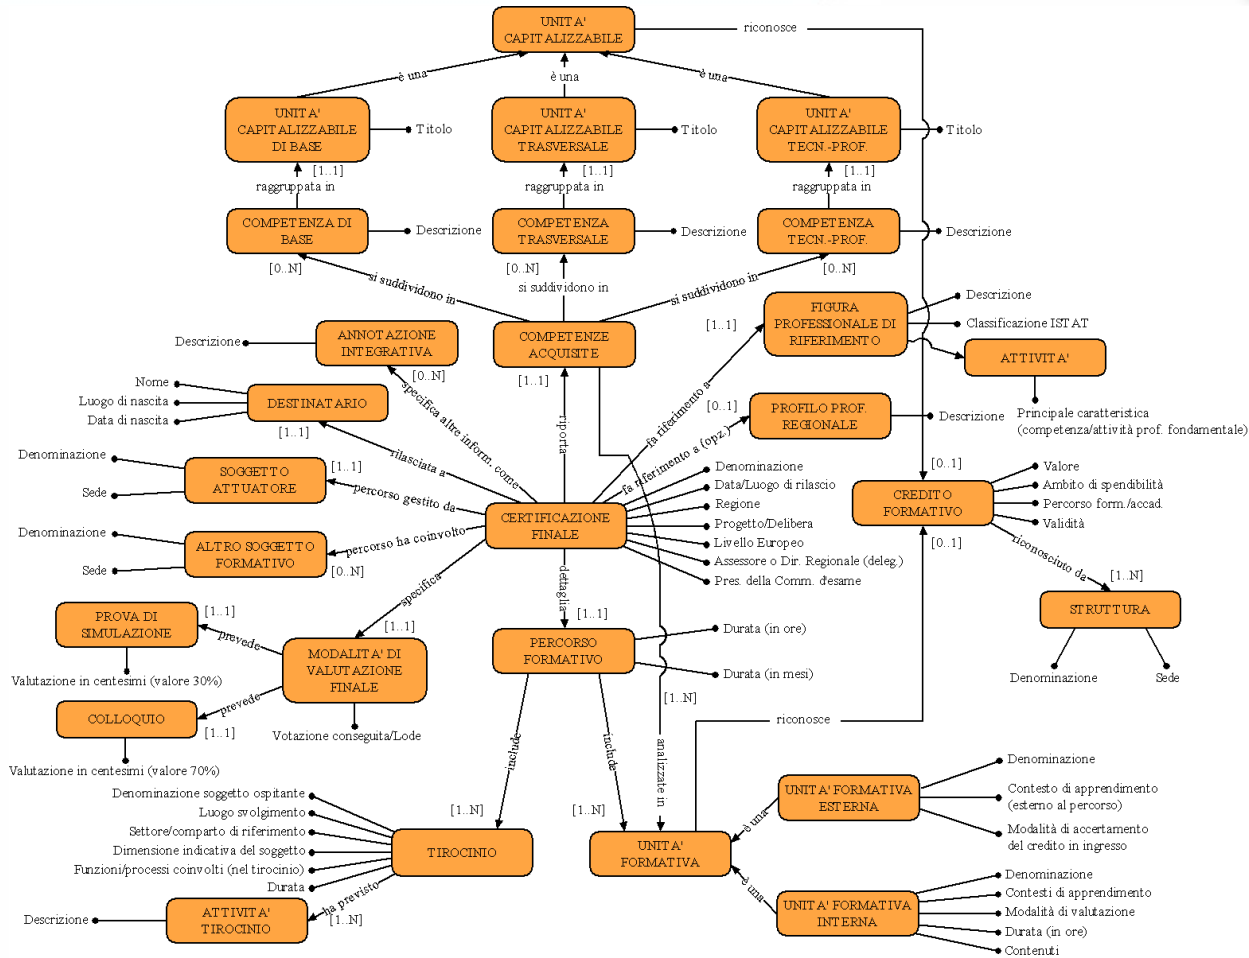 UNITA'
CAPITALIZZABILE
riconosce
è una
è una
è una
UNITA'
CAPITALIZZABILE
DI BASE
Titolo
UNITA'
CAPITALIZZABILE
TRASVERSALE
Titolo
UNITA'
CAPITALIZZABILE
TECN.-PROF.
Titolo
[1..1]
[1..1]
[1..1]
raggruppata in
raggruppata in
raggruppata in
COMPETENZA DI
BASE
Descrizione
COMPETENZA
TRASVERSALE
Descrizione
COMPETENZA
TECN.-PROF.
Descrizione
[0..N]
[0..N]
[0..N]
si suddividono in
si suddividono in
si suddividono in
COMPETENZE
ACQUISITE
[1..1]
ANNOTAZIONE
INTEGRATIVA
Descrizione
[0..N]
FIGURA
PROFESSIONALE DI
RIFERIMENTO
[1..1]
Descrizione
Classificazione ISTAT
ATTIVITA'
Principale caratteristica
(competenza/attività prof. fondamentale)
Nome
Luogo di nascita
Data di nascita
DESTINATARIO
[1..1]
PROFILO PROF.
REGIONALE
[0..1]
Descrizione
specifica altre inform. come
riporta
fa riferimento a
fa riferimento a (opz.)
rilasciata a
Denominazione
Sede
SOGGETTO
ATTUATORE
[1..1]
percorso gestito da
Denominazione
Sede
ALTRO SOGGETTO
FORMATIVO
[0..N]
percorso ha coinvolto
CERTIFICAZIONE
FINALE
Denominazione
Data/Luogo di rilascio
Regione
Progetto/Delibera
Livello Europeo
Assessore o Dir. Regionale (deleg.)
Pres. della Comm. d'esame
[0..1]
CREDITO
FORMATIVO
[0..1]
Valore
Ambito di spendibilità
Percorso form./accad.
Validità
riconosciuto da
[1..N]
STRUTTURA
Denominazione
Sede
specifica
dettaglia
[1..1]
[1..1]
PROVA DI
SIMULAZIONE
[1..1]
prevede
Valutazione in centesimi (valore 30%)
MODALITA' DI
VALUTAZIONE
FINALE
COLLOQUIO
prevede
[1..1]
Valutazione in centesimi (valore 70%)
Votazione conseguita/Lode
PERCORSO
FORMATIVO
Durata (in ore)
Durata (in mesi)
[1..N]
riconosce
include
include
analizzate in
[1..N]
[1..N]
Denominazione soggetto ospitante
Luogo svolgimento
Settore/comparto di riferimento
Dimensione indicativa del soggetto
Funzioni/processi coinvolti (nel tirocinio)
Durata
TIROCINIO
ha previsto
[1..N]
ATTIVITA'
TIROCINIO
Descrizione
UNITA'
FORMATIVA
è una
è una
UNITA' FORMATIVA
ESTERNA
Denominazione
Contesto di apprendimento
(esterno al percorso)
Modalità di accertamento
del credito in ingresso
UNITA' FORMATIVA
INTERNA
Denominazione
Contesti di apprendimento
Modalità di valutazione
Durata (in ore)
Contenuti